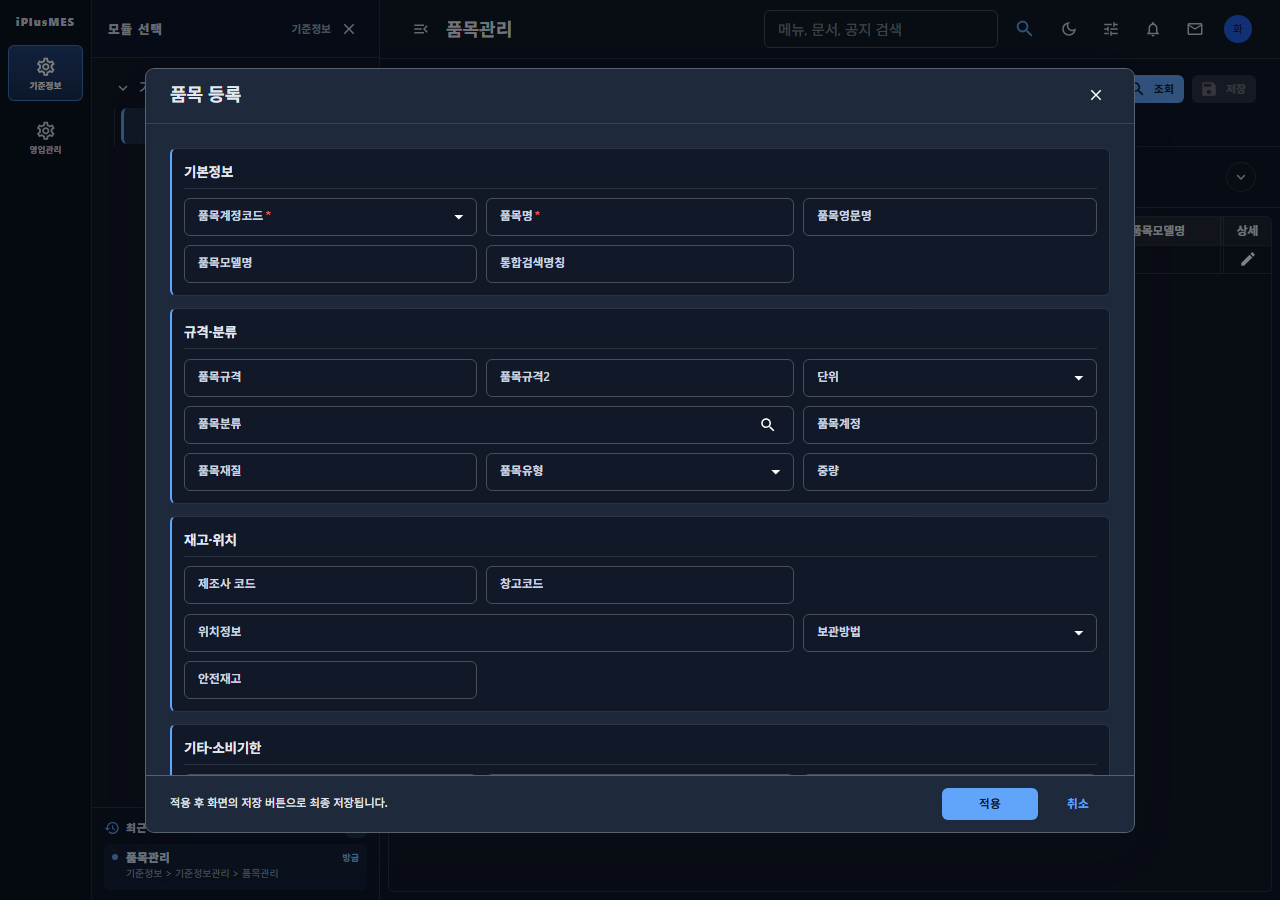 iPlusMES
모듈 선택
기준정보
품목관리
메뉴, 문서, 공지 검색
화
기준정보
영업관리
조회
저장
품목 등록
기본정보
품목계정코드 *
품목명 *
품목영문명
품목모델명
통합검색명칭
규격·분류
품목규격
품목규격2
단위
품목분류
품목계정
품목재질
품목유형
중량
재고·위치
제조사 코드
창고코드
위치정보
보관방법
안전재고
기타·소비기한
적용 후 화면의 저장 버튼으로 최종 저장됩니다.
적용
취소
품목모델명
상세
최근
품목관리
방금
기준정보 > 기준정보관리 > 품목관리